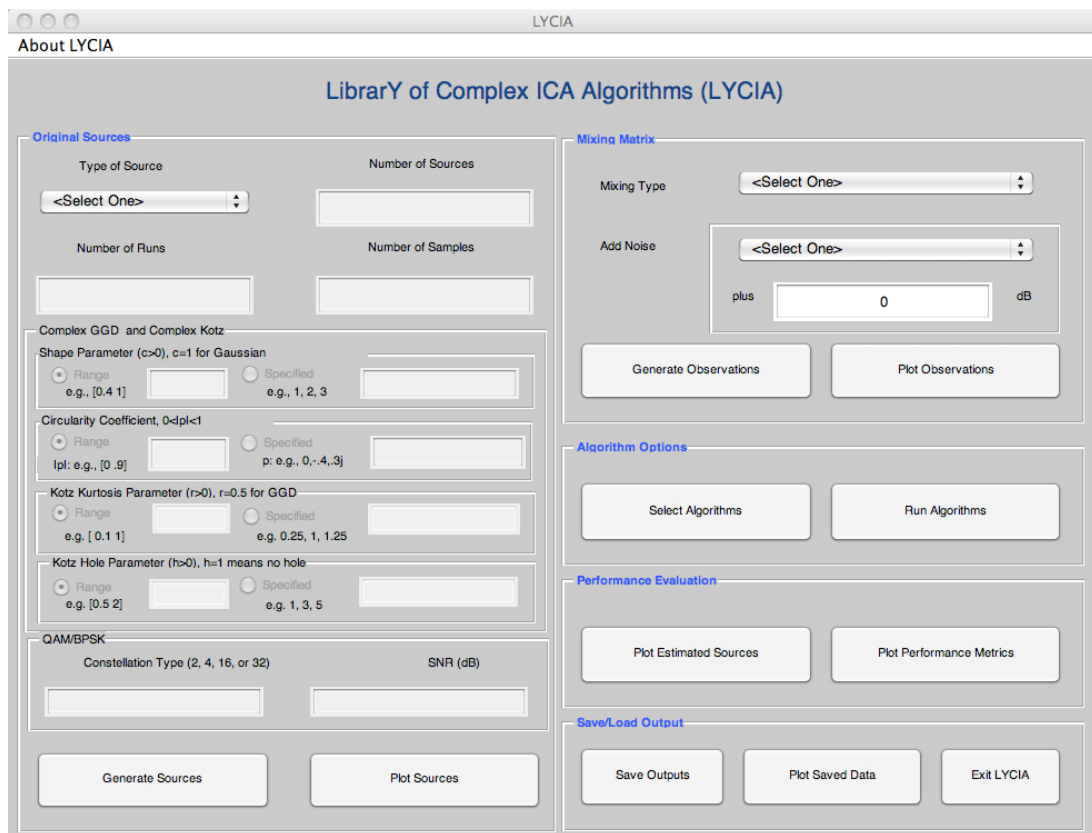 LYCIA
About LYCIA
LibrarY of Complex ICA Algorithms (LYCIA)
Original Sources
Type of Source
Number of Sources
<Select One>
Number of Runs
Number of Samples
Complex GGD and Complex Kotz
Shape Parameter (c>0), c=1 for Gaussian
Range
Specified
e.g., [0.4 1]
e.g., 1, 2, 3
Circularity Coefficient, 0<|p|<1
Range
Specified
|p|: e.g., [0 .9]
p: e.g., 0,-.4,.3j
Kotz Kurtosis Parameter (r>0), r=0.5 for GGD
Range
Specified
e.g. [ 0.1 1]
e.g. 0.25, 1, 1.25
Kotz Hole Parameter (h>0), h=1 means no hole
Range
Specified
e.g. [0.5 2]
e.g. 1, 3, 5
QAM/BPSK
Constellation Type (2, 4, 16, or 32)
SNR (dB)
Generate Sources
Plot Sources
Mixing Matrix
Mixing Type
<Select One>
Add Noise
<Select One>
plus
0
dB
Generate Observations
Plot Observations
Algorithm Options
Select Algorithms
Run Algorithms
Performance Evaluation
Plot Estimated Sources
Plot Performance Metrics
Save/Load Output
Save Outputs
Plot Saved Data
Exit LYCIA